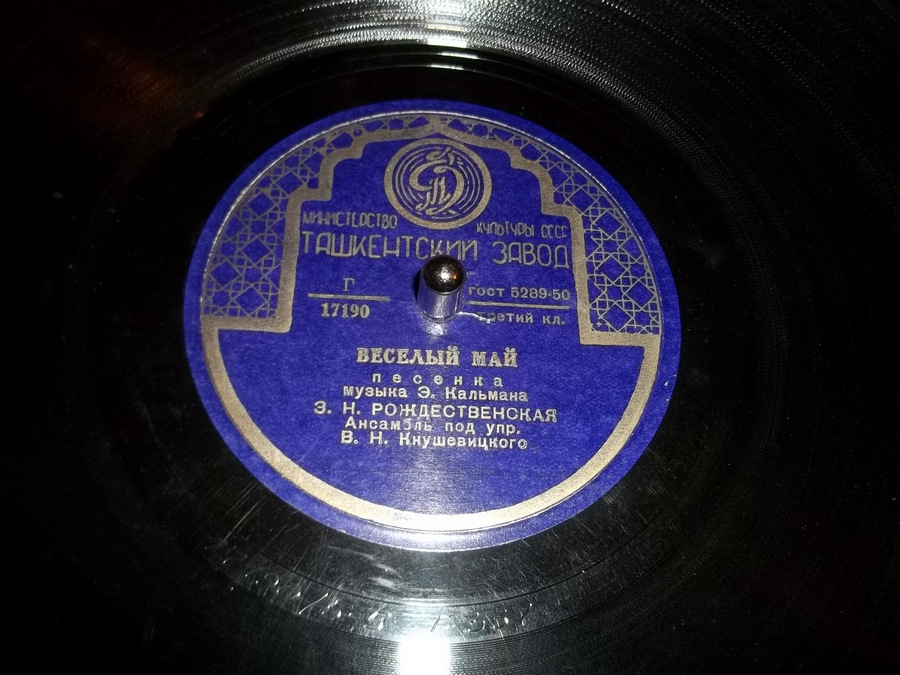 МИНИСТЕРСТВО КУЛЬТУРЫ СССР
ТАШКЕНТСКИЙ ЗАВОД
Г
17190
ГОСТ 5289-50
третий кл.
ВЕСЕЛЫЙ МАЙ
песенка
музыка Э. Кальмана
З. Н. РОЖДЕСТВЕНСКАЯ
Ансамбль под упр.
В. Н. Кнушевицкого